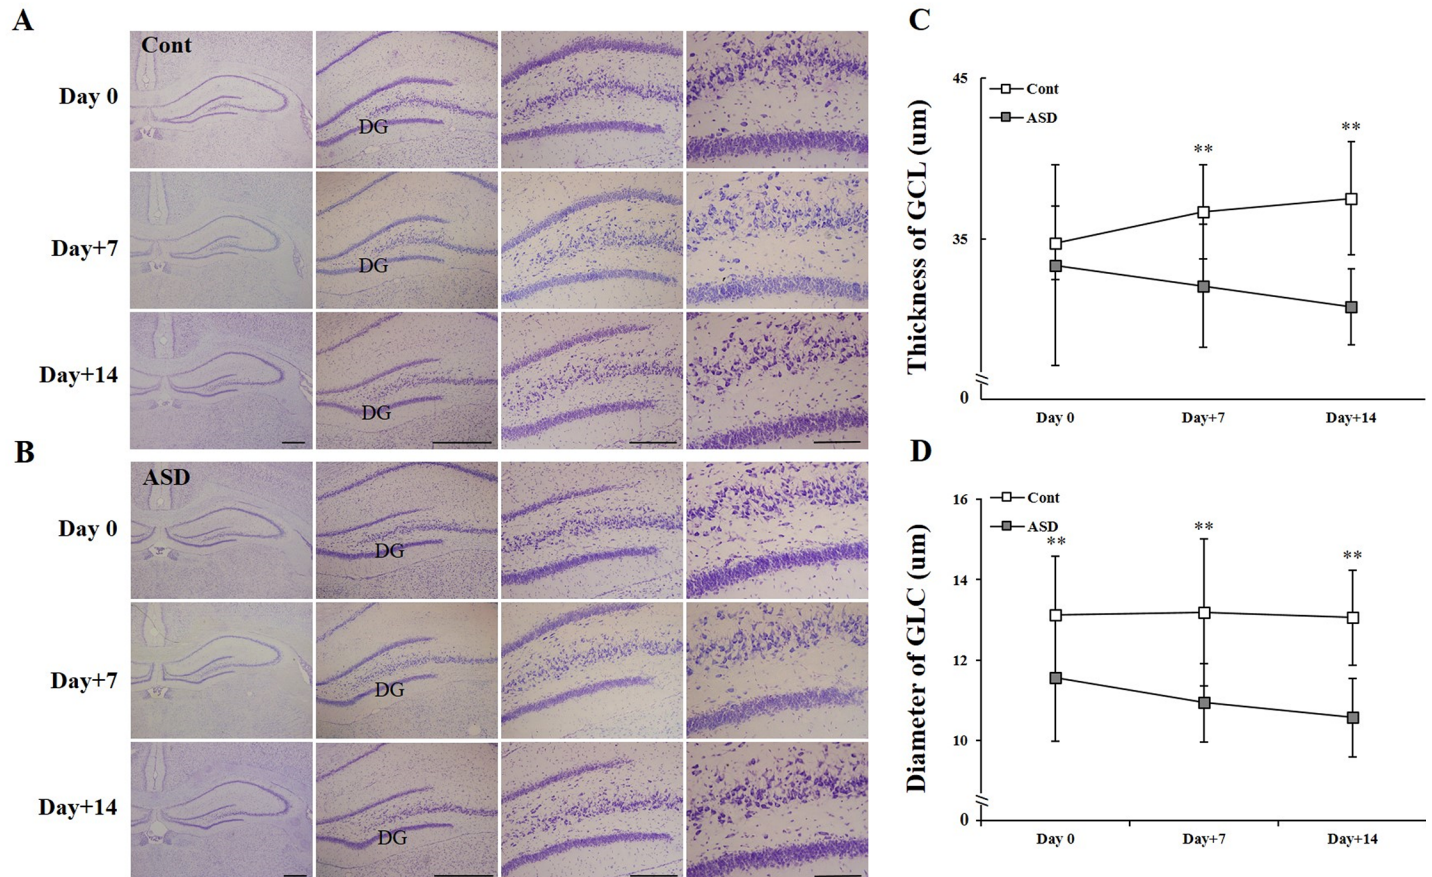 A
Cont
Day 0
DG
Day+7
DG
Day+14
DG
B
ASD
Day 0
DG
Day+7
DG
Day+14
DG
C
Thickness of GCL (um)
45
35
0
Cont
ASD
**
**
Day 0
Day+7
Day+14
D
Diameter of GLC (um)
16
14
12
10
0
Cont
ASD
**
**
**
Day 0
Day+7
Day+14